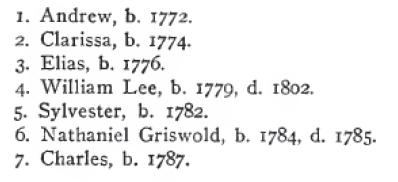 1. Andrew, b. 1772.
2. Clarissa, b. 1774.
3. Elias, b. 1776.
4. William Lee, b. 1779, d. 1802.
5. Sylvester, b. 1782.
6. Nathaniel Griswold, b. 1784, d. 1785.
7. Charles, b. 1787.